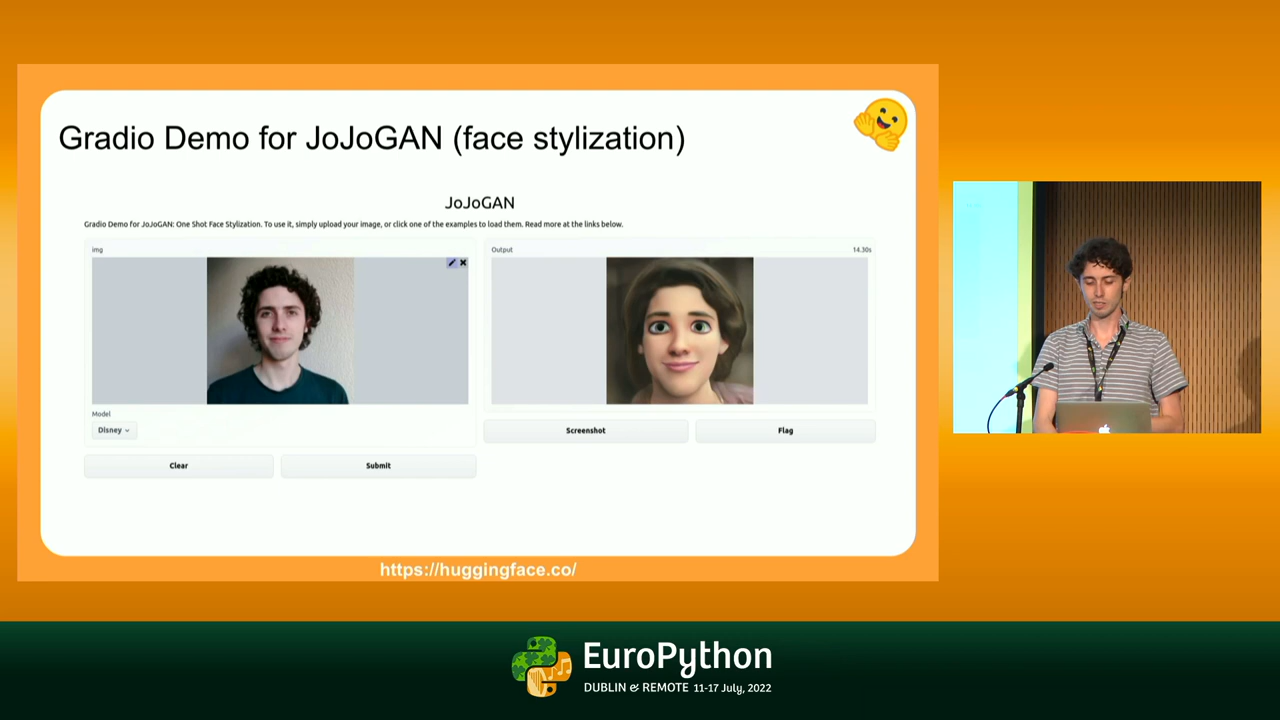 Gradio Demo for JoJoGAN (face stylization)
JoJoGAN
Gradio Demo for JoJoGAN: One Shot Face Stylization. To use it, simply upload your image, or click one of the examples to load them. Read more at the links below.
img
Output
14.30s
Model
Disney
Screenshot
Flag
Clear
Submit
https://huggingface.co/
EuroPython
DUBLIN & REMOTE 11-17 July, 2022